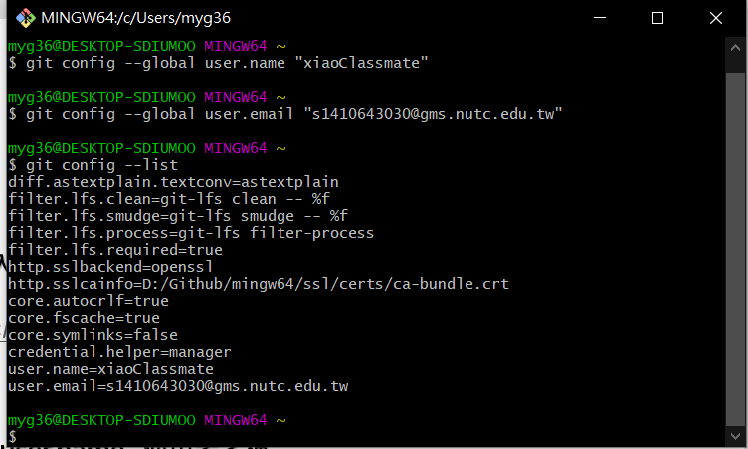 MINGW64:/c/Users/myg36
myg36@DESKTOP-SDIUMOO MINGW64 ~
$ git config --global user.name "xiaoClassmate"
myg36@DESKTOP-SDIUMOO MINGW64 ~
$ git config --global user.email "s1410643030@gms.nutc.edu.tw"
myg36@DESKTOP-SDIUMOO MINGW64 ~
$ git config --list
diff.astextplain.textconv=astextplain
filter.lfs.clean=git-lfs clean -- %f
filter.lfs.smudge=git-lfs smudge -- %f
filter.lfs.process=git-lfs filter-process
filter.lfs.required=true
http.sslbackend=openssl
http.sslcainfo=D:/Github/mingw64/ssl/certs/ca-bundle.crt
core.autocrlf=true
core.fscache=true
core.symlinks=false
credential.helper=manager
user.name=xiaoClassmate
user.email=s1410643030@gms.nutc.edu.tw
myg36@DESKTOP-SDIUMOO MINGW64 ~
$